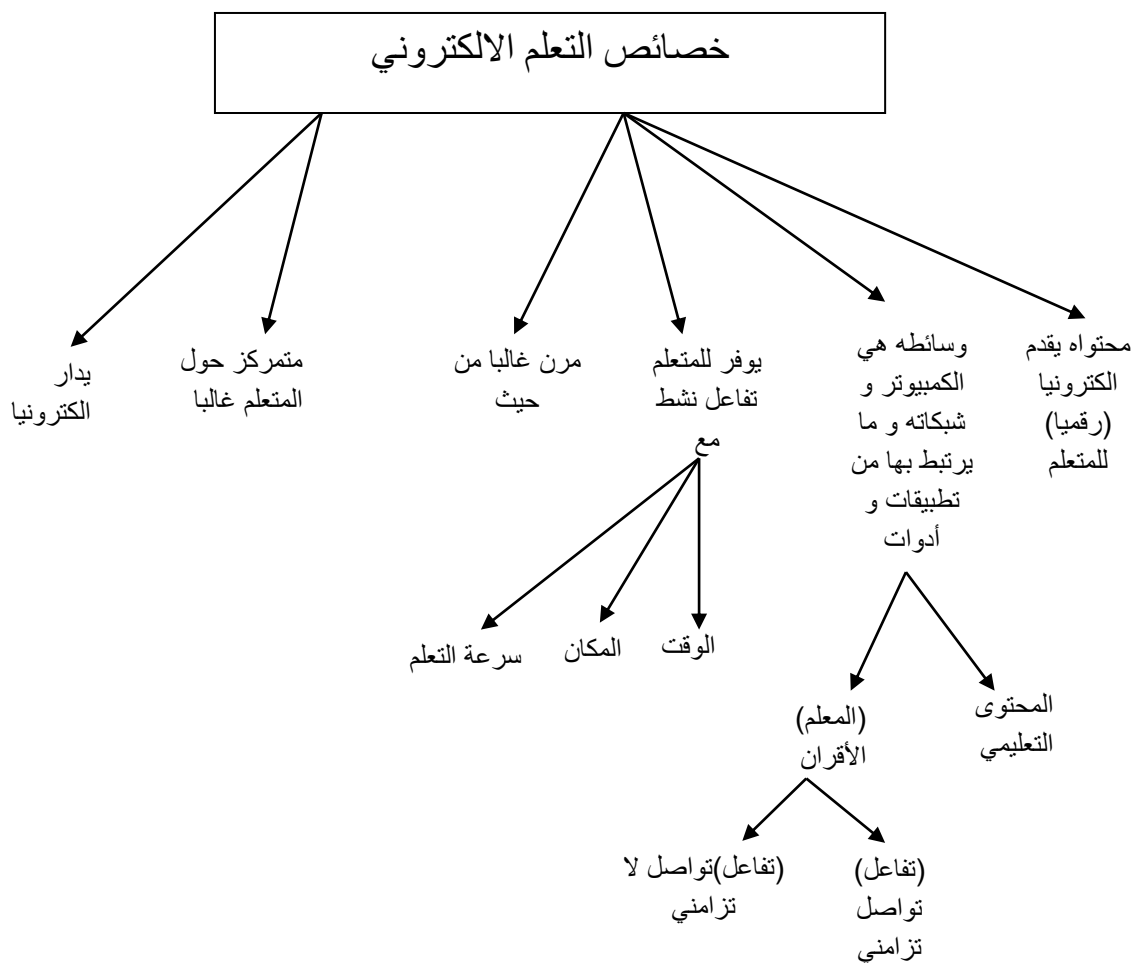 خصائص التعلم الالكتروني
محتواه يقدم
الكترونيا
(رقميا)
للمتعلم
وسائطه هي
الكمبيوتر و
شبكاته و ما
يرتبط بها من
تطبيقات و
أدوات
يوفر للمتعلم
تفاعل نشط
مع
مرن غالبا من
حيث
متمركز حول
المتعلم غالبا
يدار
الكترونيا
الوقت
المكان
سرعة التعلم
المحتوى
التعليمي
(المعلم)
الأقران
(تفاعل)
تواصل
تزامني
(تفاعل)تواصل لا
تزامني